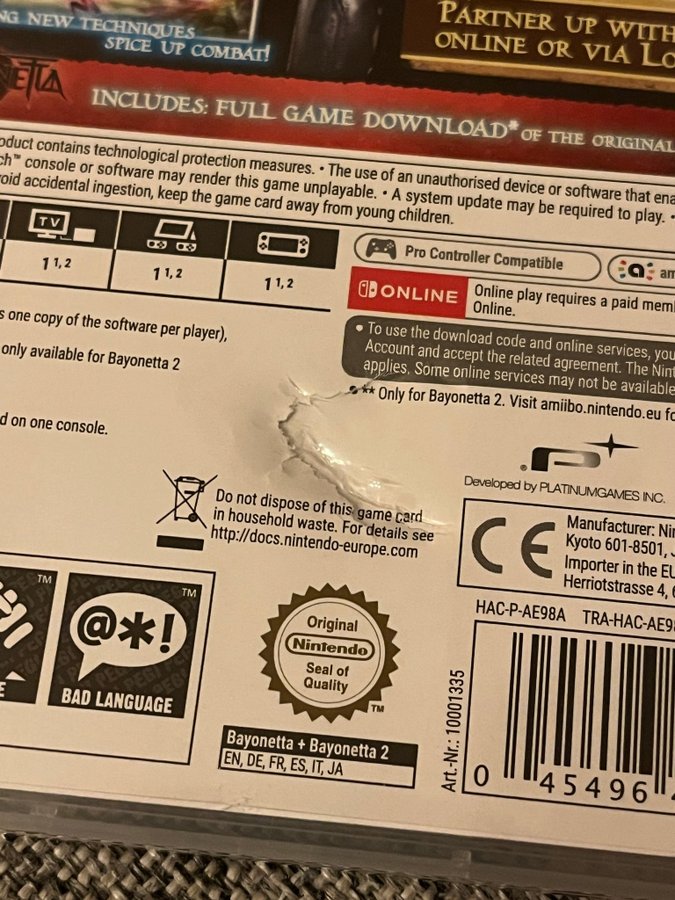 NG NEW TECHNIQUES
SPICE UP COMBAT!
PARTNER UP WITH
ONLINE OR VIA LO
ETTA
INCLUDES: FULL GAME DOWNLOAD* OF THE ORIGINAL
oduct contains technological protection measures. • The use of an unauthorised device or software that ena
ch™ console or software may render this game unplayable. • A system update may be required to play. •
oid accidental ingestion, keep the game card away from young children.
TV
1 1, 2
1 1, 2
1 1, 2
Pro Controller Compatible
am
ONLINE
Online play requires a paid mem
Online.
s one copy of the software per player),
only available for Bayonetta 2
d on one console.
• To use the download code and online services, you
Account and accept the related agreement. The Nint
applies. Some online services may not be available
** Only for Bayonetta 2. Visit amiibo.nintendo.eu fo
Developed by PLATINUMGAMES INC.
Do not dispose of this game card
in household waste. For details see
http://docs.nintendo-europe.com
CE
Manufacturer: Nin
Kyoto 601-8501, J
Importer in the EU
Herriotstrasse 4, 6
HAC-P-AE98A TRA-HAC-AE9
TM
E
@*!
TM
BAD LANGUAGE
Original
Nintendo
Seal of
Quality
TM
Bayonetta + Bayonetta 2
EN, DE, FR, ES, IT, JA
Art.-Nr.: 10001335
0 45496 4